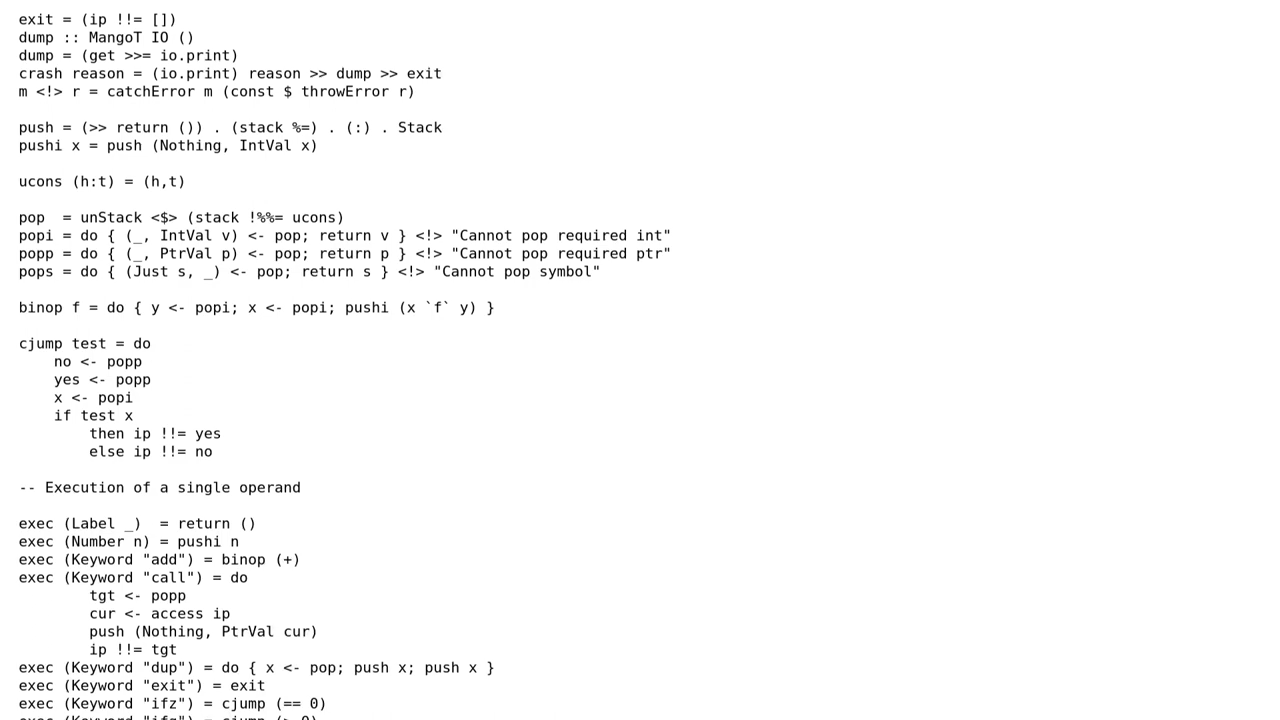 exit = (ip !!= [])
dump :: MangoT IO ()
dump = (get >>= io.print)
crash reason = (io.print) reason >> dump >> exit
m <!> r = catchError m (const $ throwError r)

push = (>> return ()) . (stack %=) . (:) . Stack
pushi x = push (Nothing, IntVal x)

ucons (h:t) = (h,t)

pop  = unStack <$> (stack !%%= ucons)
popi = do { (_, IntVal v) <- pop; return v } <!> "Cannot pop required int"
popp = do { (_, PtrVal p) <- pop; return p } <!> "Cannot pop required ptr"
pops = do { (Just s, _) <- pop; return s } <!> "Cannot pop symbol"

binop f = do { y <- popi; x <- popi; pushi (x `f` y) }

cjump test = do
    no <- popp
    yes <- popp
    x <- popi
    if test x
        then ip !!= yes
        else ip !!= no

-- Execution of a single operand

exec (Label _)  = return ()
exec (Number n) = pushi n
exec (Keyword "add") = binop (+)
exec (Keyword "call") = do
        tgt <- popp
        cur <- access ip
        push (Nothing, PtrVal cur)
        ip !!= tgt
exec (Keyword "dup") = do { x <- pop; push x; push x }
exec (Keyword "exit") = exit
exec (Keyword "ifz") = cjump (== 0)